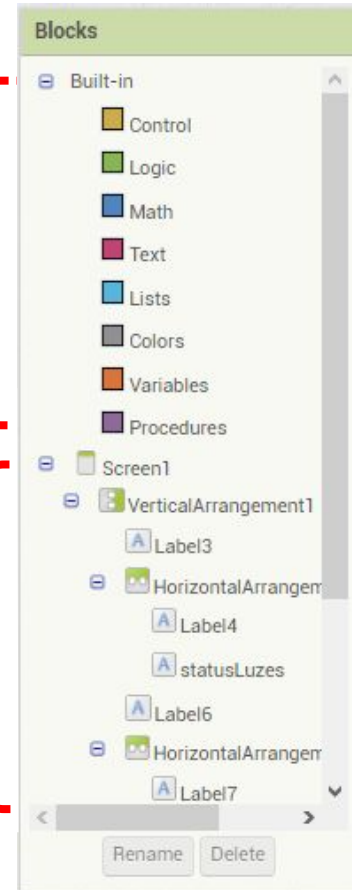 Blocks
Built-in
Control
Logic
Math
Text
Lists
Colors
Variables
Procedures
Screen1
VerticalArrangement1
A Label3
HorizontalArrangem
A Label4
A statusLuzes
A Label6
HorizontalArrangem
A Label7
Rename Delete